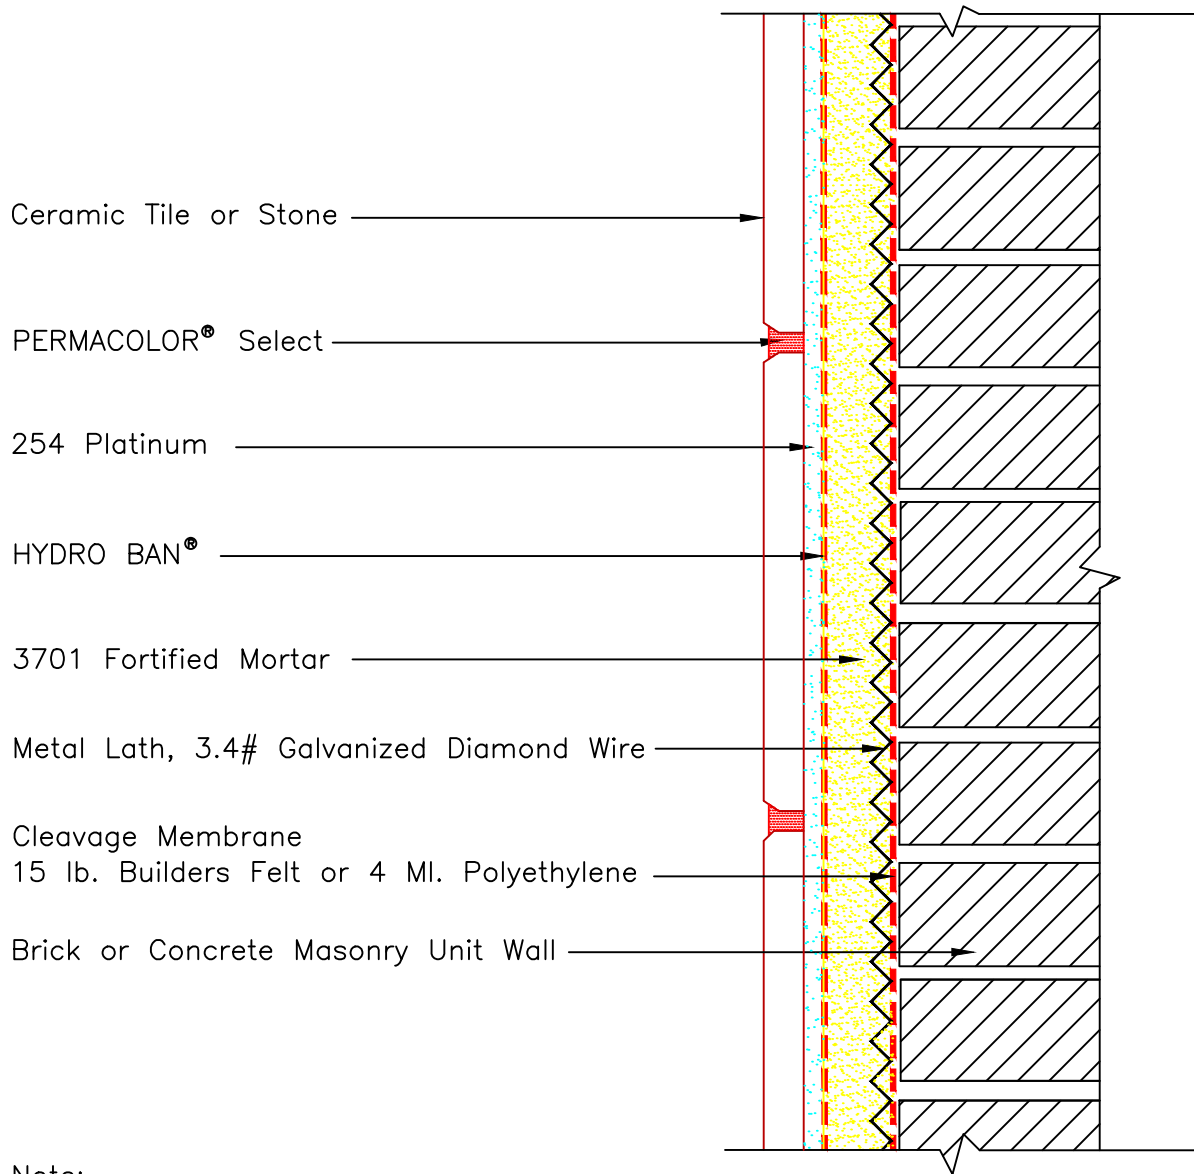 Ceramic Tile or Stone
PERMACOLOR® Select
254 Platinum
HYDRO BAN®
3701 Fortified Mortar
Metal Lath, 3.4# Galvanized Diamond Wire
Cleavage Membrane
15 lb. Builders Felt or 4 Ml. Polyethylene
Brick or Concrete Masonry Unit Wall
Note: